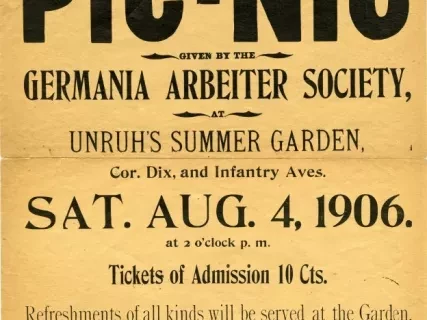 PIC-NIC
GIVEN BY THE
GERMANIA ARBEITER SOCIETY,
AT
UNRUH'S SUMMER GARDEN,
Cor. Dix, and Infantry Aves.
SAT. AUG. 4, 1906.
at 2 o'clock p. m.
Tickets of Admission 10 Cts.
Refreshments of all kinds will be served at the Garden.